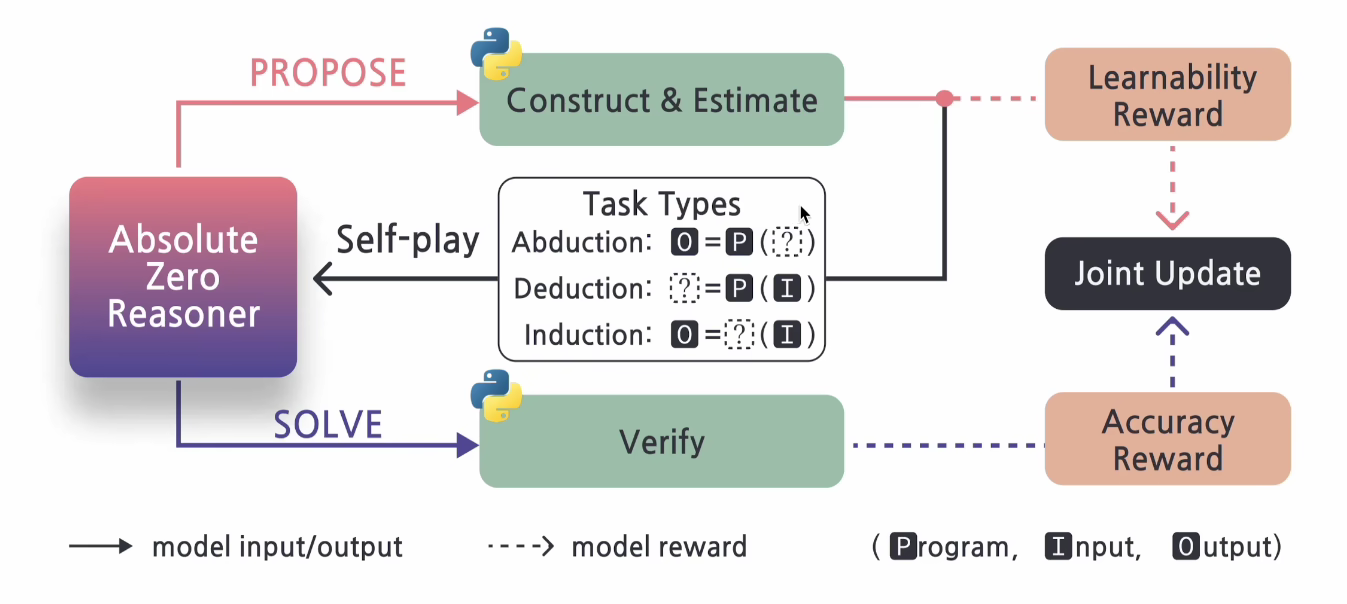 PROPOSE
Construct & Estimate
Learnability
Reward
Absolute
Zero
Reasoner
Self-play
Task Types
Abduction: O=P(?)
Deduction: ?=P(I)
Induction: O=?(I)
Joint Update
SOLVE
Verify
Accuracy
Reward
model input/output
model reward
(Program, Input, Output)